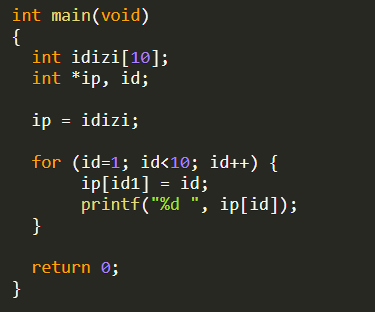 int main(void)
{
int idizi[10];
int *ip, id;
ip = idizi;
for (id=1; id<10; id++) {
ip[id1] = id;
printf("%d ", ip[id]);
}
return 0;
}